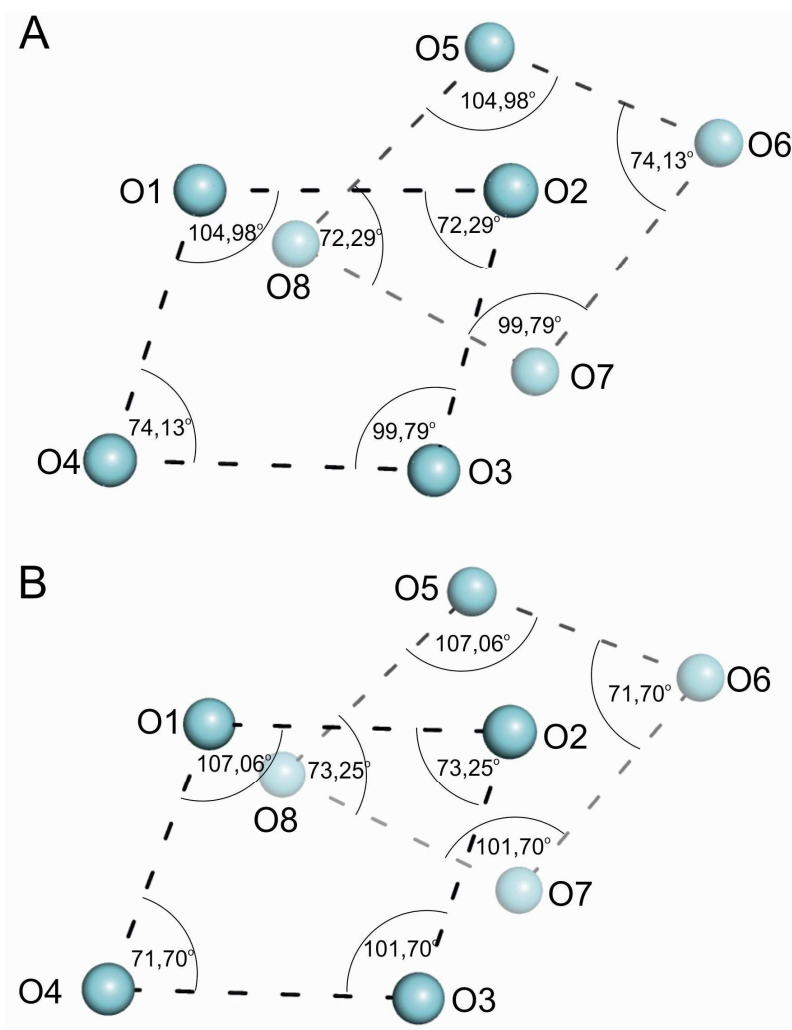 A
O5
104,98°
O6
74,13°
O1
O2
104,98°
72,29°
72,29°
O8
99,79°
O7
74,13°
99,79°
O4
O3
B
O5
107,06°
O6
71,70°
O1
O2
107,06°
73,25°
73,25°
O8
101,70°
O7
71,70°
101,70°
O4
O3